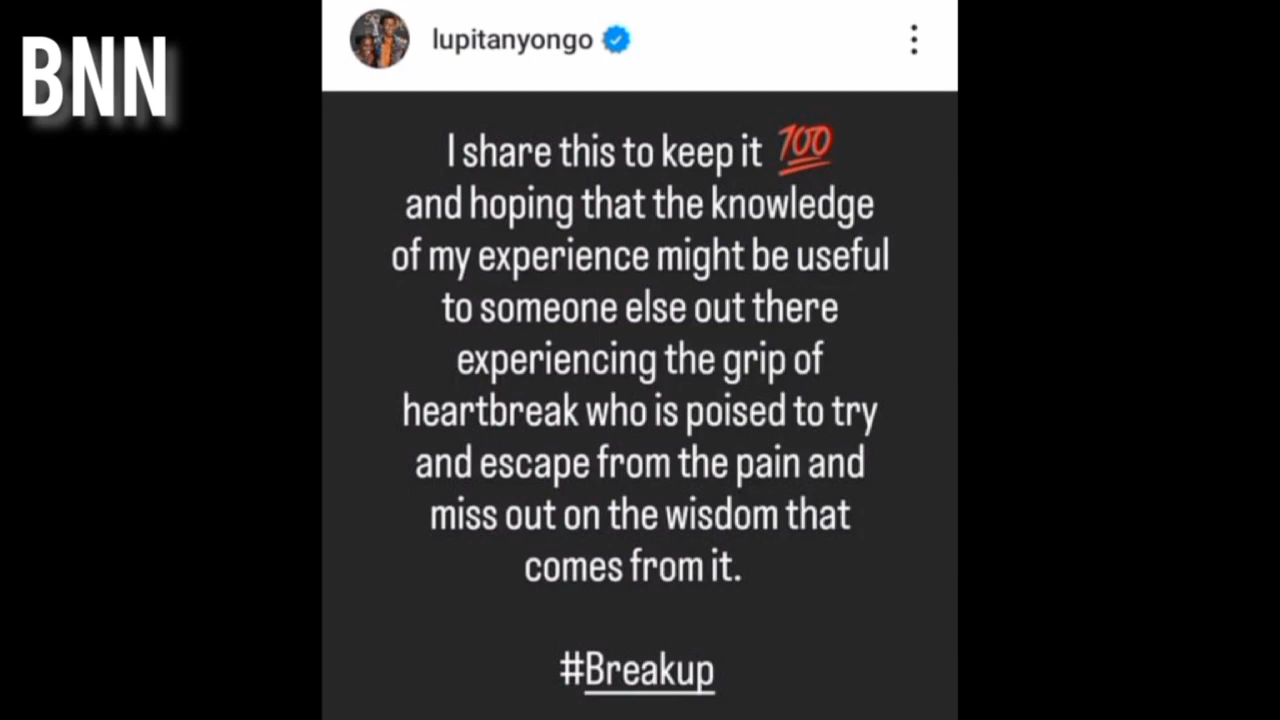 BNN
lupitanyongo
I share this to keep it 💯
and hoping that the knowledge
of my experience might be useful
to someone else out there
experiencing the grip of
heartbreak who is poised to try
and escape from the pain and
miss out on the wisdom that
comes from it.
#Breakup